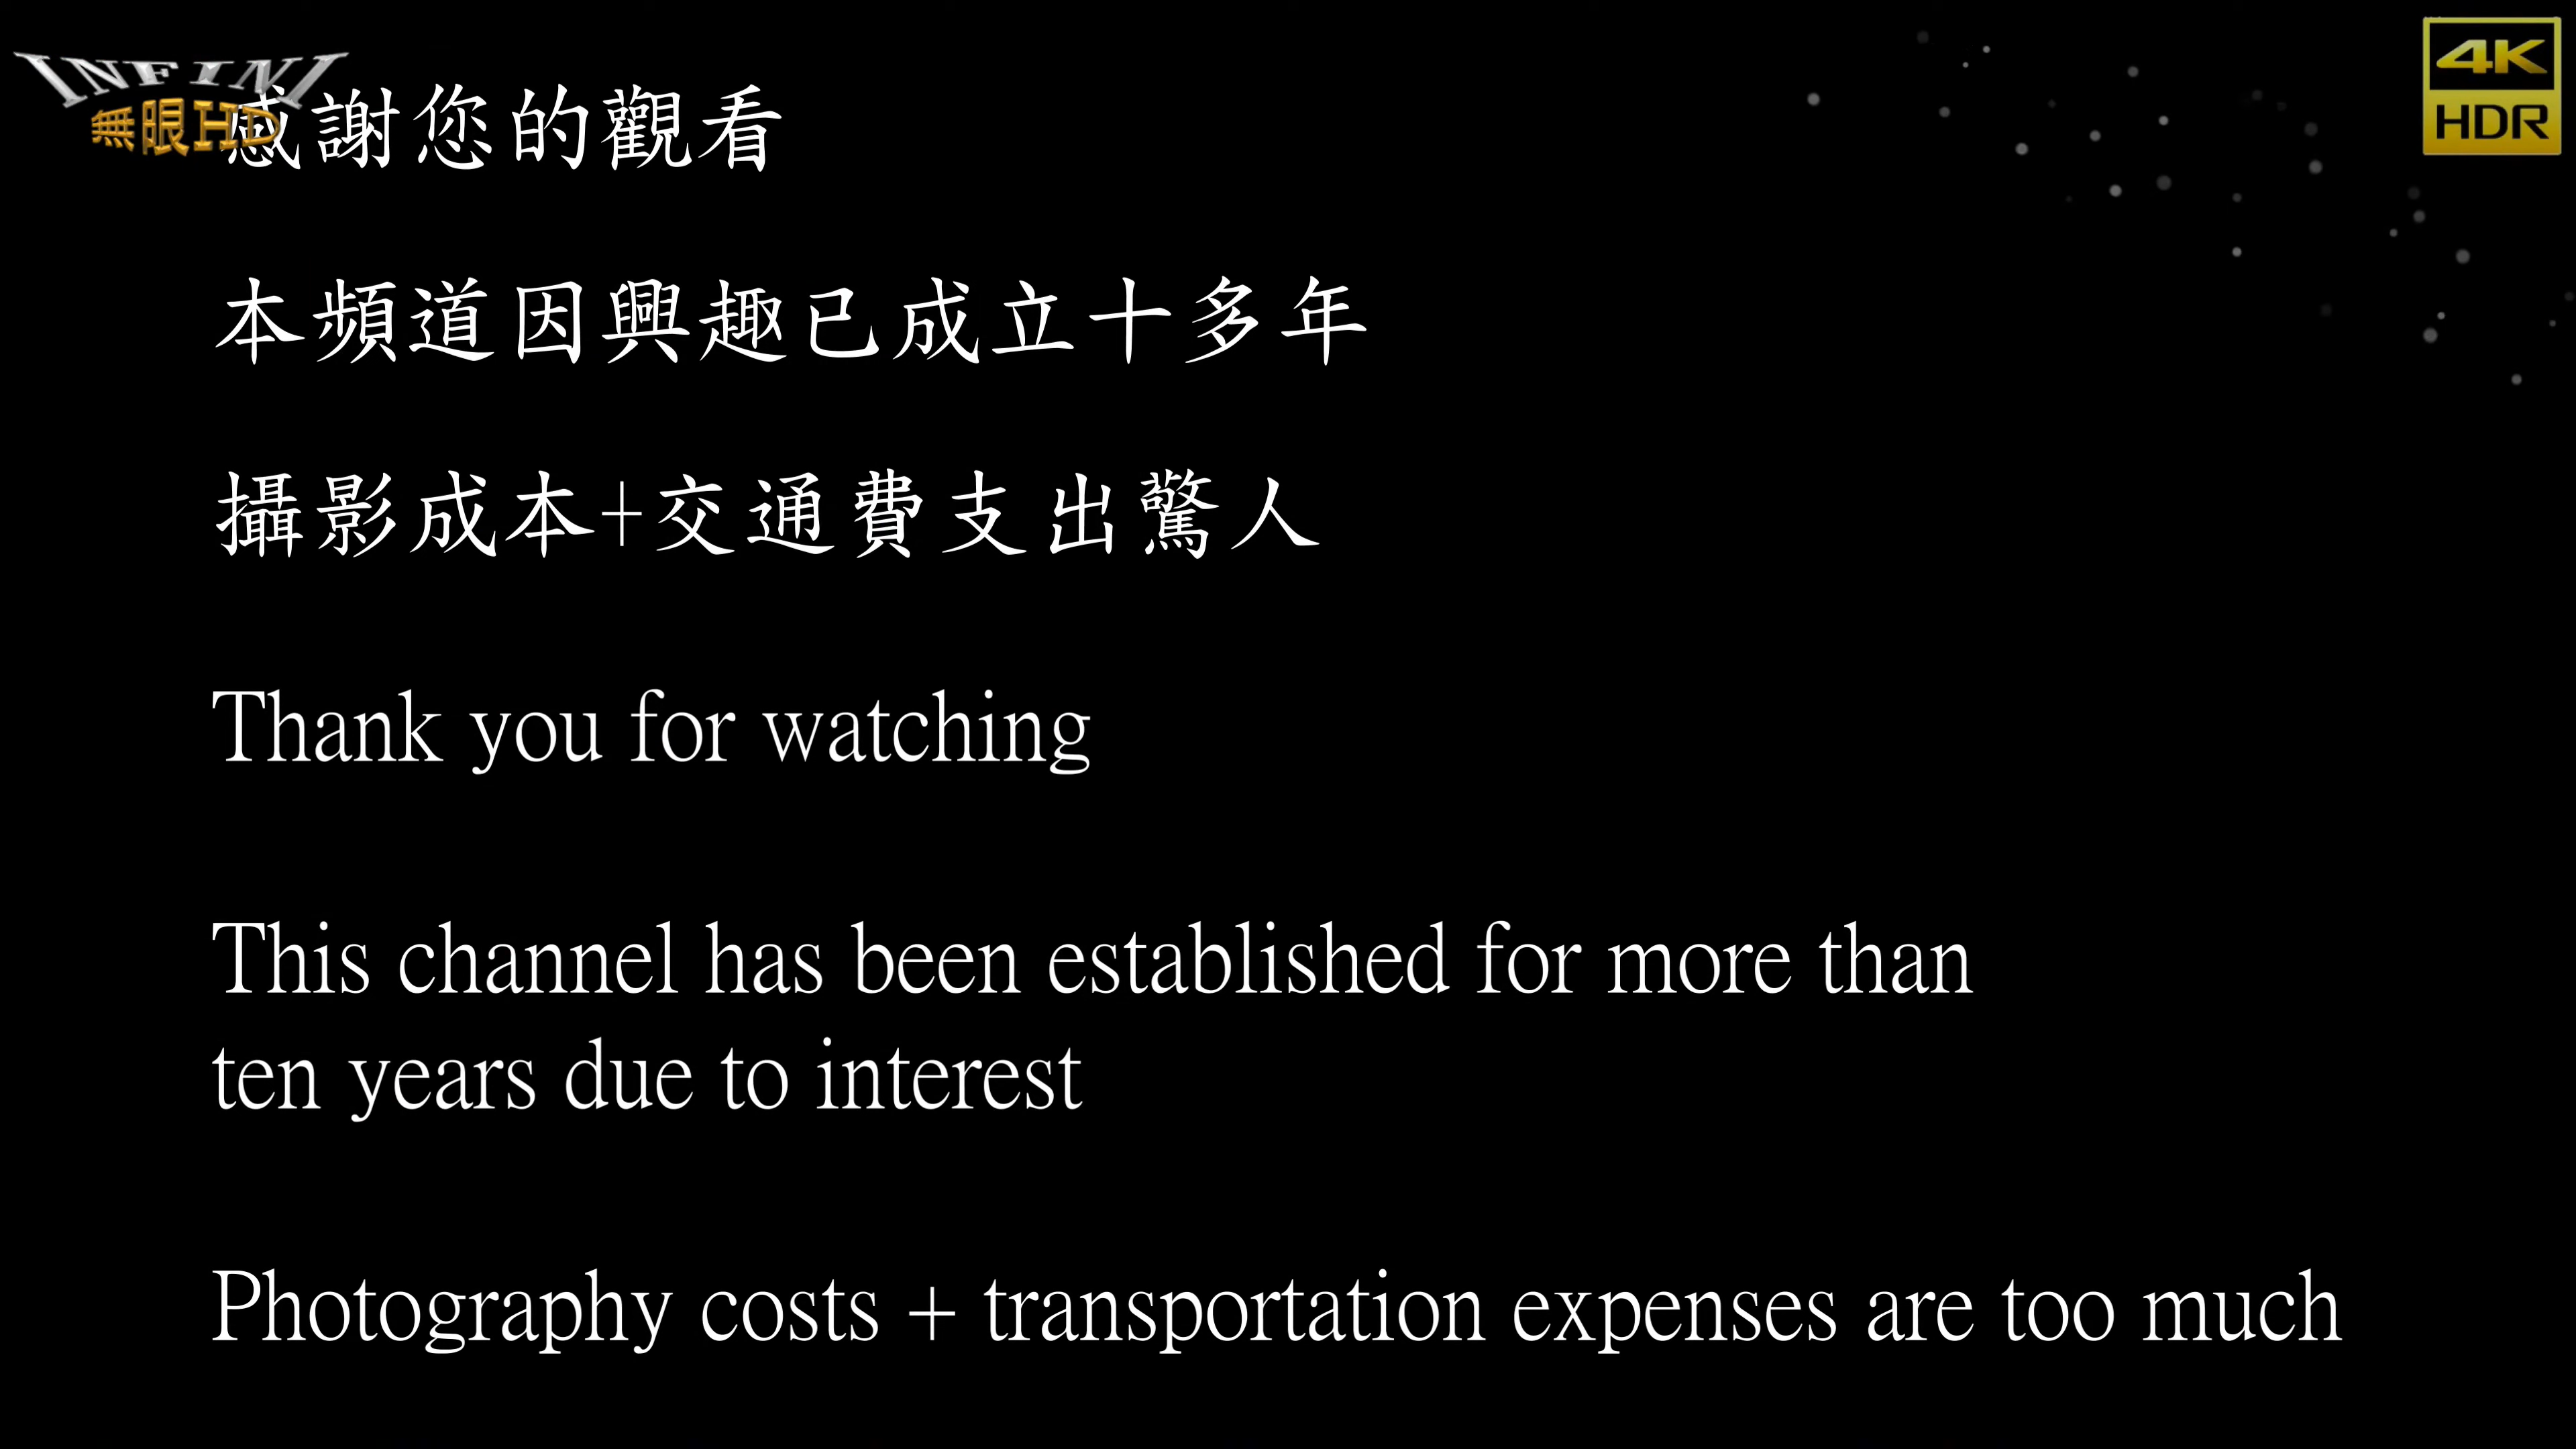 INFINI
無限HD
4K
HDR
感謝您的觀看
本頻道因興趣已成立十多年
攝影成本+交通費支出驚人
Thank you for watching
This channel has been established for more than
ten years due to interest
Photography costs + transportation expenses are too much